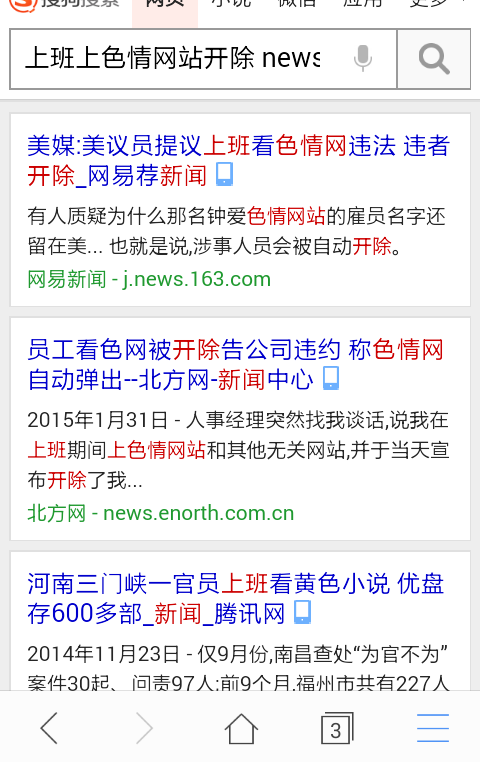 搜狗搜索 网页 小说 微信 应用 更多
上班上色情网站开除 news
美媒:美议员提议上班看色情网违法 违者
开除_网易荐新闻
有人质疑为什么那名钟爱色情网站的雇员名字还
留在美... 也就是说,涉事人员会被自动开除。
网易新闻 - j.news.163.com
员工看色网被开除告公司违约 称色情网
自动弹出--北方网-新闻中心
2015年1月31日 - 人事经理突然找我谈话,说我在
上班期间上色情网站和其他无关网站,并于当天宣
布开除了我...
北方网 - news.enorth.com.cn
河南三门峡一官员上班看黄色小说 优盘
存600多部_新闻_腾讯网
2014年11月23日 - 仅9月份,南昌查处“为官不为”
案件30起、问责97人;前9个月,福州市共有227人
3